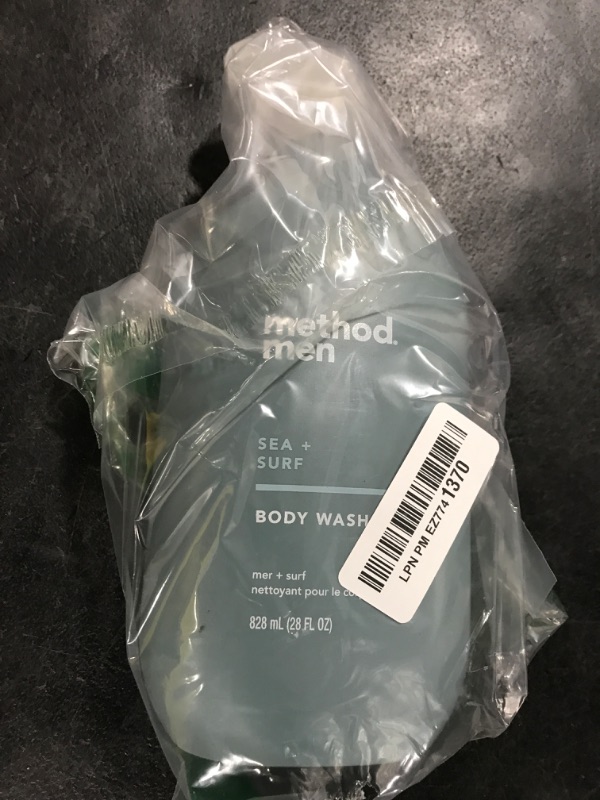 method®
men
SEA +
SURF
BODY WASH
mer + surf
nettoyant pour le
828 mL (28 FL OZ)
LPN PM EZ774 1370